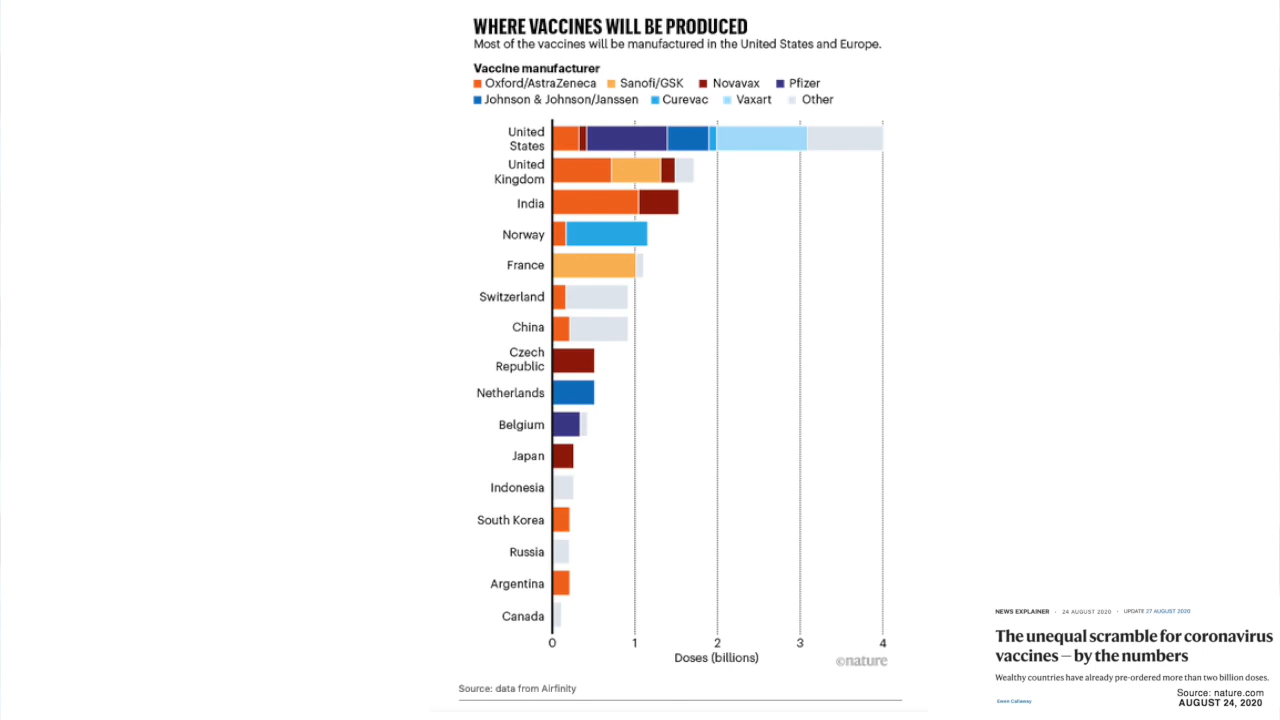 WHERE VACCINES WILL BE PRODUCED
Most of the vaccines will be manufactured in the United States and Europe.
Vaccine manufacturer
Oxford/AstraZeneca Sanofi/GSK Novavax Pfizer
Johnson & Johnson/Janssen Curevac Vaxart Other
United
States
United
Kingdom
India
Norway
France
Switzerland
China
Czech
Republic
Netherlands
Belgium
Japan
Indonesia
South Korea
Russia
Argentina
Canada
0 1 2 3 4
Doses (billions)
©nature
Source: data from Airfinity
NEWS EXPLAINER · 24 AUGUST 2020 · UPDATE 27 AUGUST 2020
The unequal scramble for coronavirus
vaccines — by the numbers
Wealthy countries have already pre-ordered more than two billion doses.
Ewen Callaway
Source: nature.com
AUGUST 24, 2020